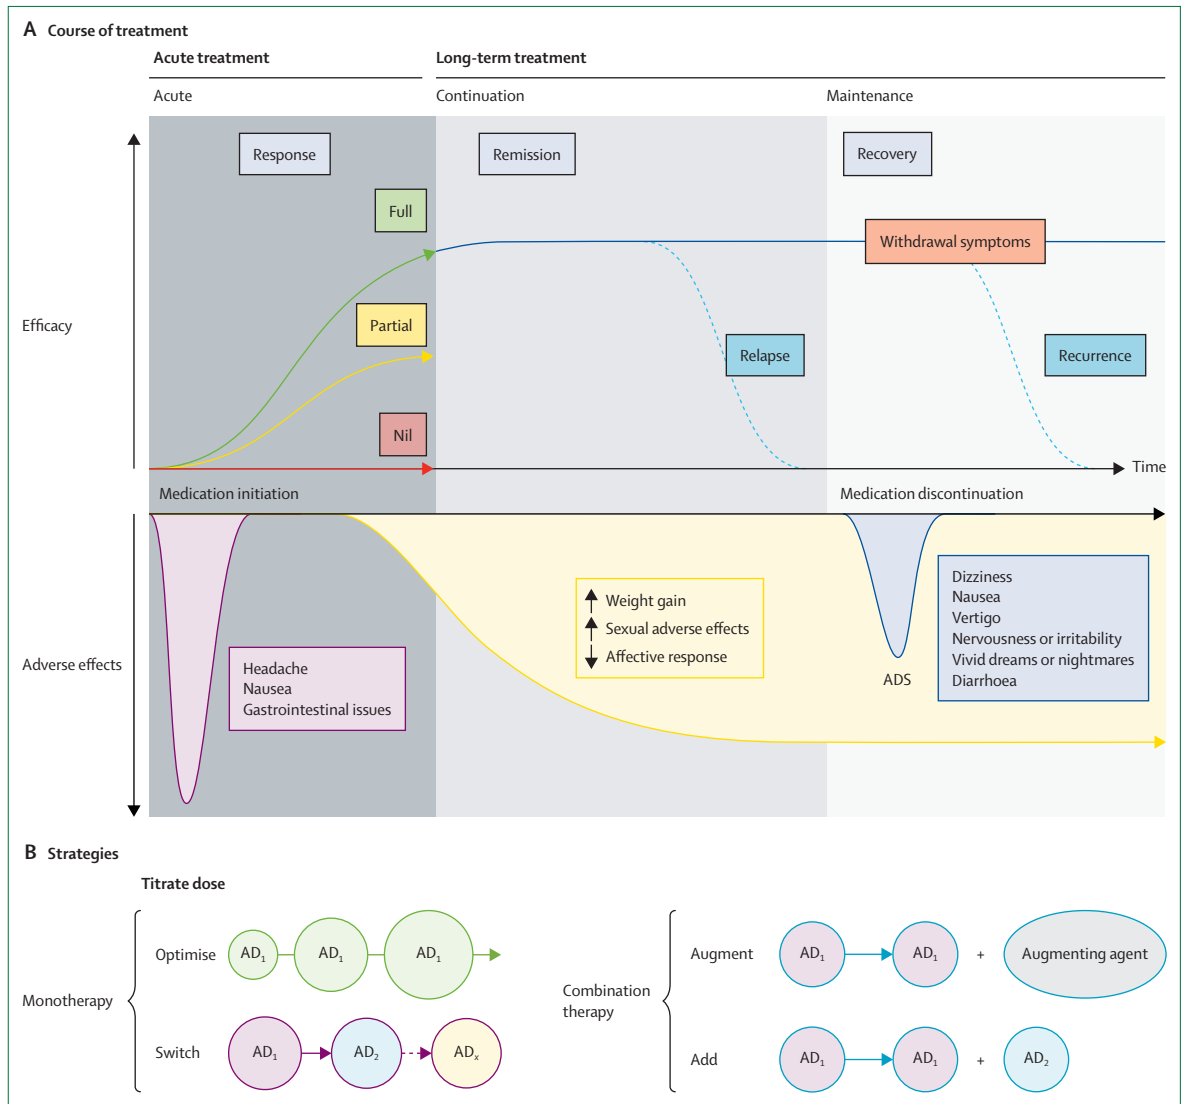 A Course of treatment
Acute treatment
Long-term treatment
Acute
Continuation
Maintenance
Response
Remission
Recovery
Full
Withdrawal symptoms
Efficacy
Partial
Relapse
Recurrence
Nil
Time
Medication initiation
Medication discontinuation
Adverse effects
Headache
Nausea
Gastrointestinal issues
Weight gain
Sexual adverse effects
Affective response
ADS
Dizziness
Nausea
Vertigo
Nervousness or irritability
Vivid dreams or nightmares
Diarrhoea
B Strategies
Titrate dose
Monotherapy
Optimise
AD₁
AD₁
AD₁
Switch
AD₁
AD₂
ADₓ
Combination
therapy
Augment
AD₁
AD₁
+
Augmenting agent
Add
AD₁
AD₁
+
AD₂